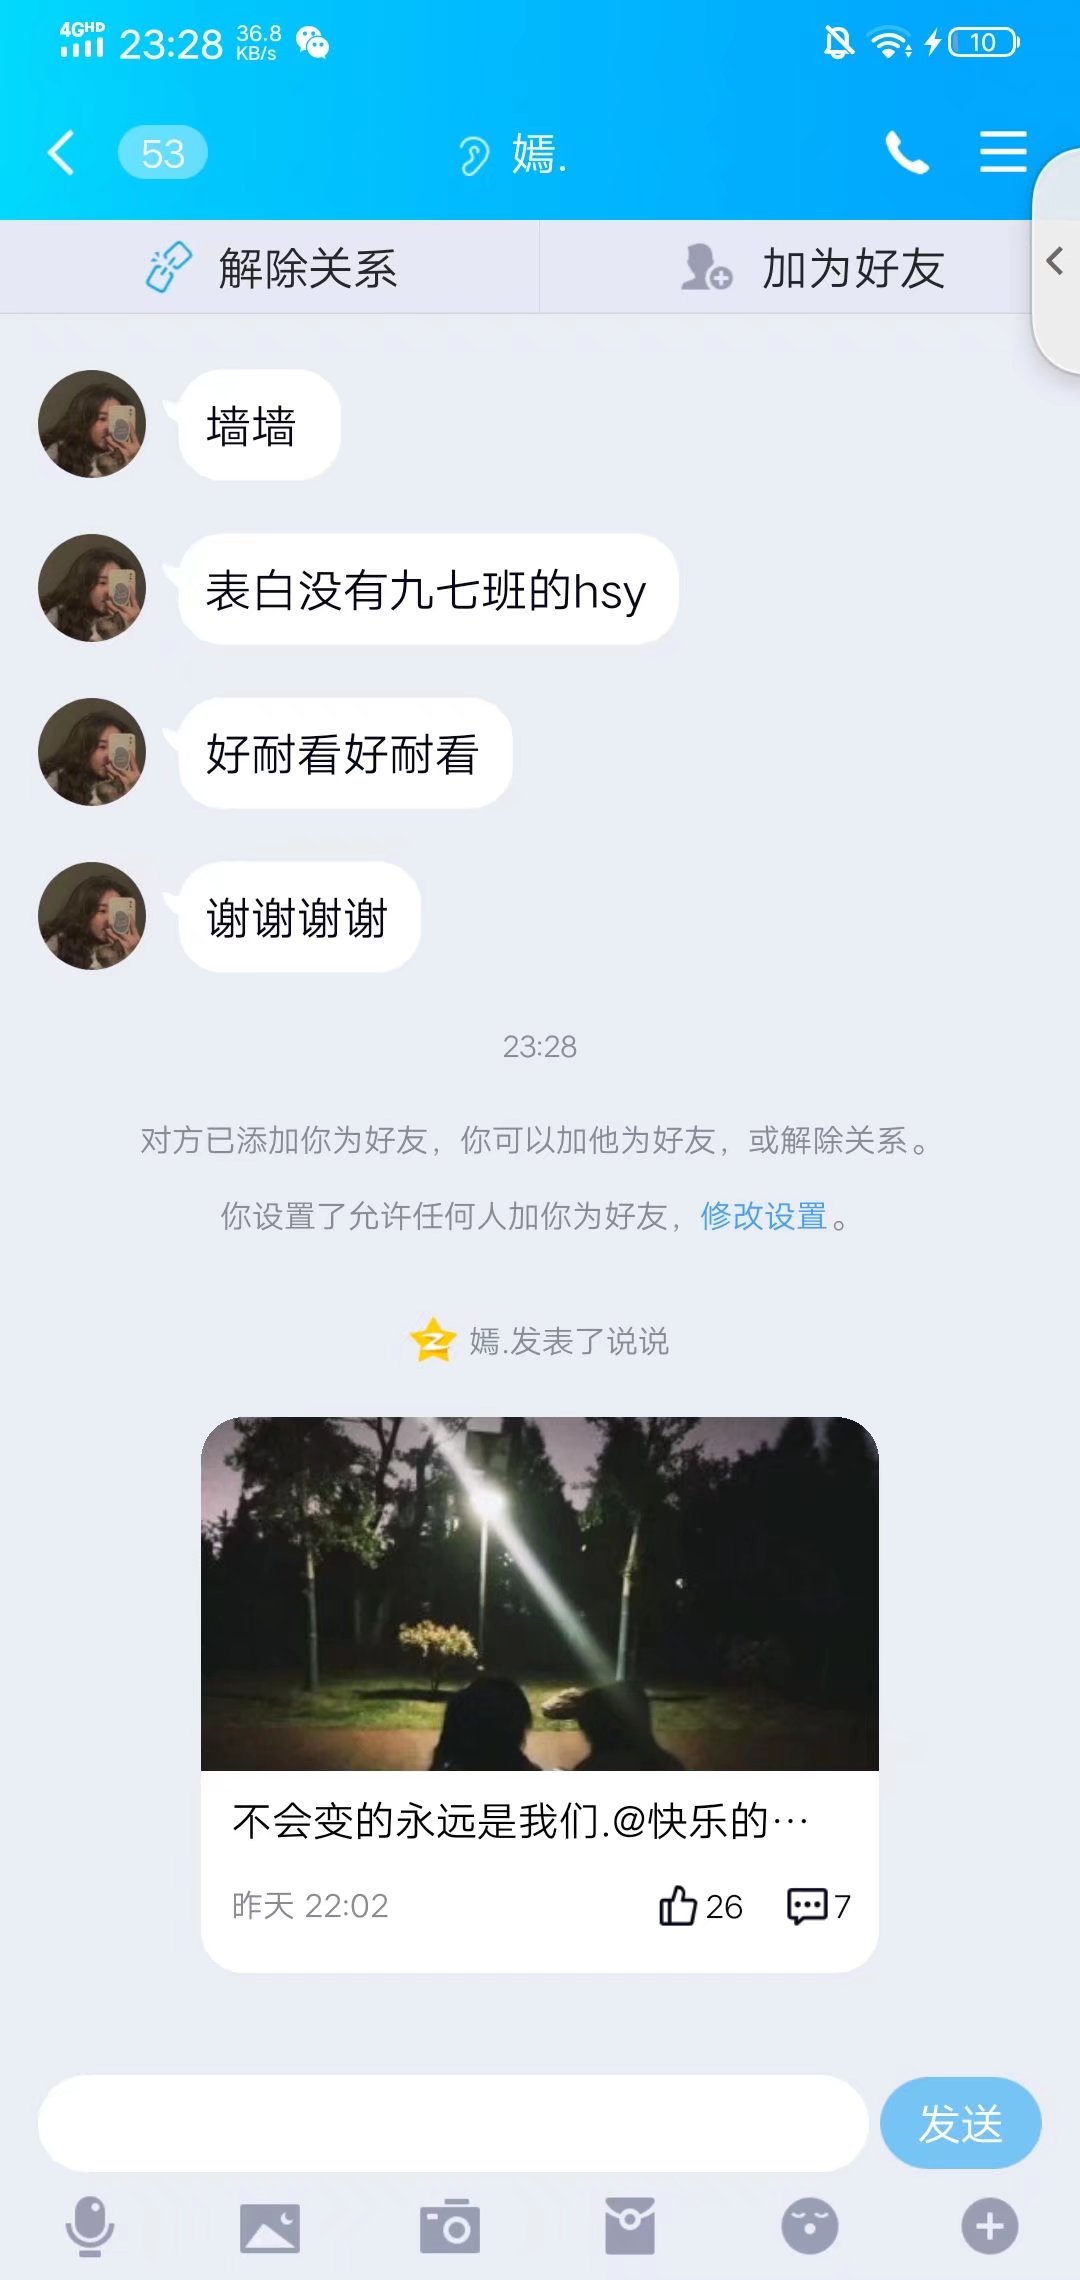 4GHD 23:28 36.8 KB/s 10
53 嫣.
解除关系 加为好友
墙墙
表白没有九七班的hsy
好耐看好耐看
谢谢谢谢
23:28
对方已添加你为好友，你可以加他为好友，或解除关系。
你设置了允许任何人加你为好友，修改设置。
嫣.发表了说说
不会变的永远是我们.@快乐的…
昨天 22:02 26 7
发送